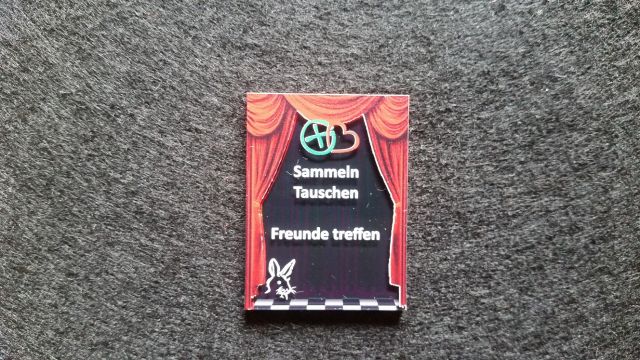 Sammeln
Tauschen
Freunde treffen